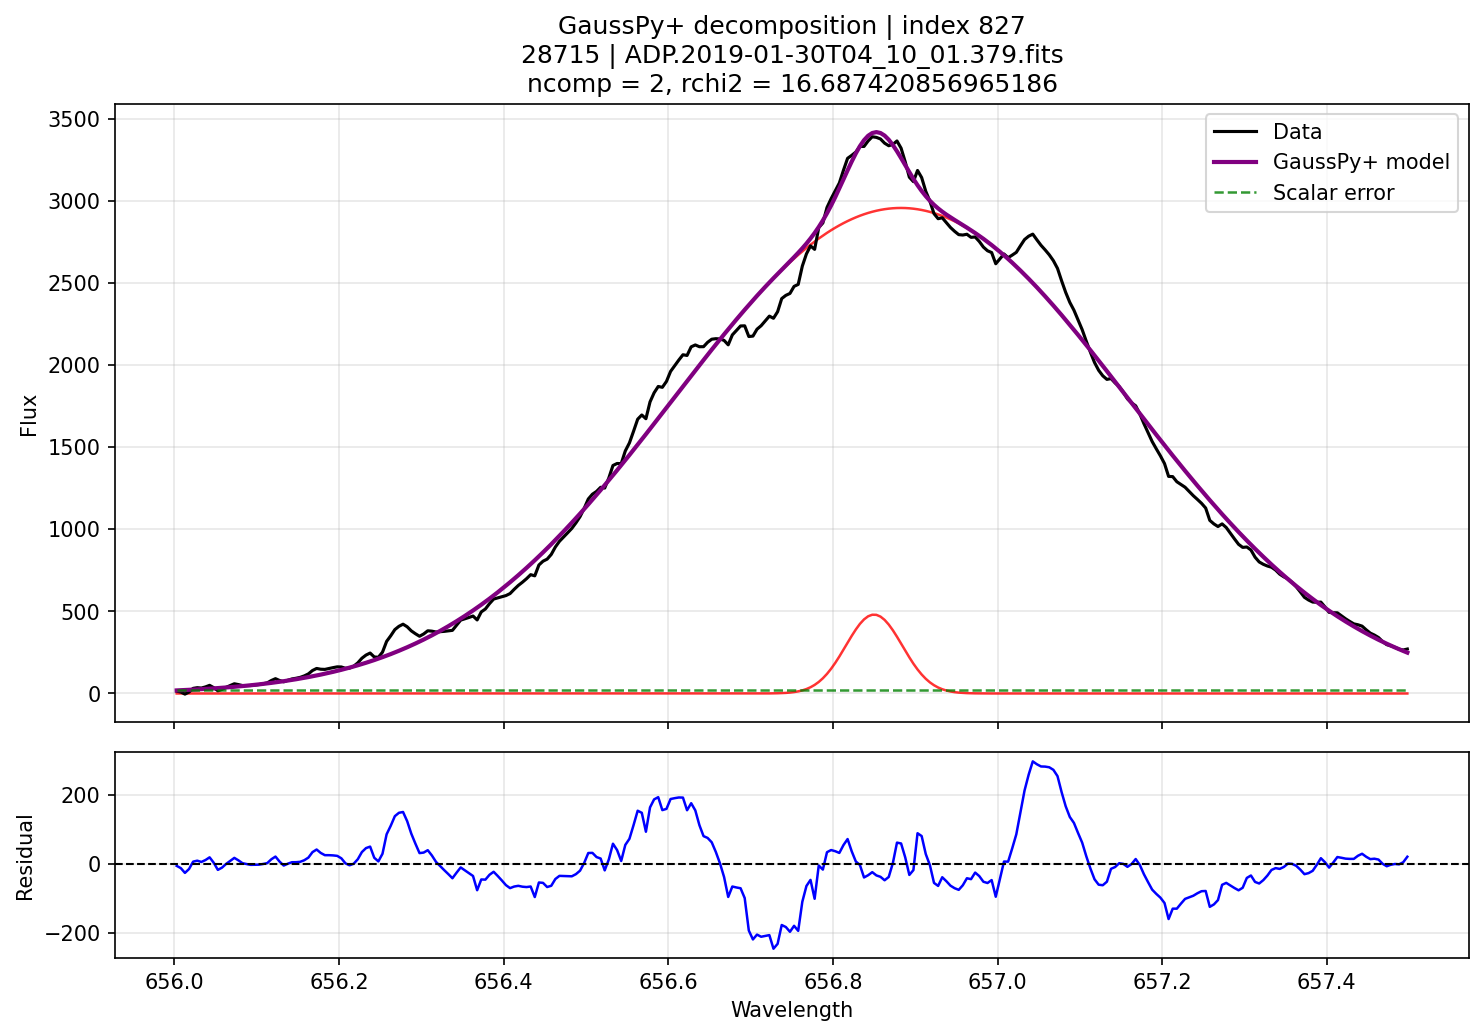 GaussPy+ decomposition | index 827
28715 | ADP.2019-01-30T04_10_01.379.fits
ncomp = 2, rchi2 = 16.687420856965186
Data
GaussPy+ model
Scalar error
Flux
3500
3000
2500
2000
1500
1000
500
0
Residual
200
0
−200
656.0 656.2 656.4 656.6 656.8 657.0 657.2 657.4
Wavelength